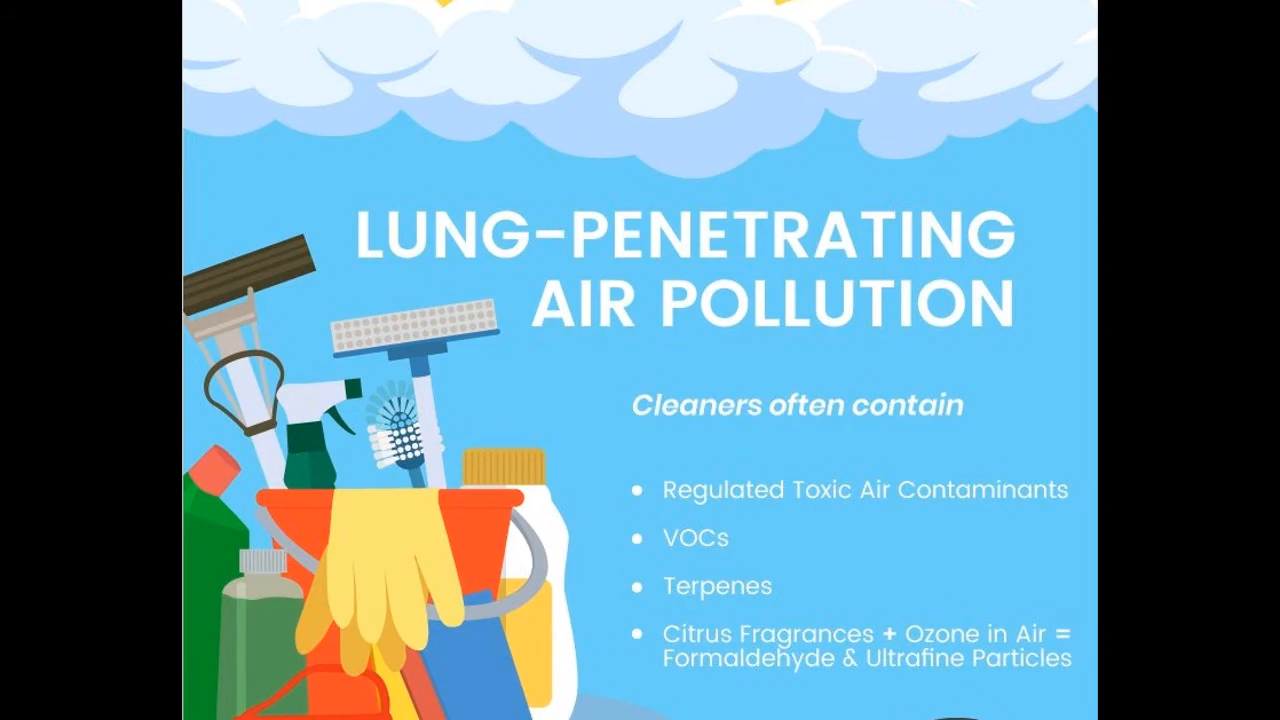 LUNG-PENETRATING
AIR POLLUTION
Cleaners often contain
• Regulated Toxic Air Contaminants
• VOCs
• Terpenes
• Citrus Fragrances + Ozone in Air =
Formaldehyde & Ultrafine Particles